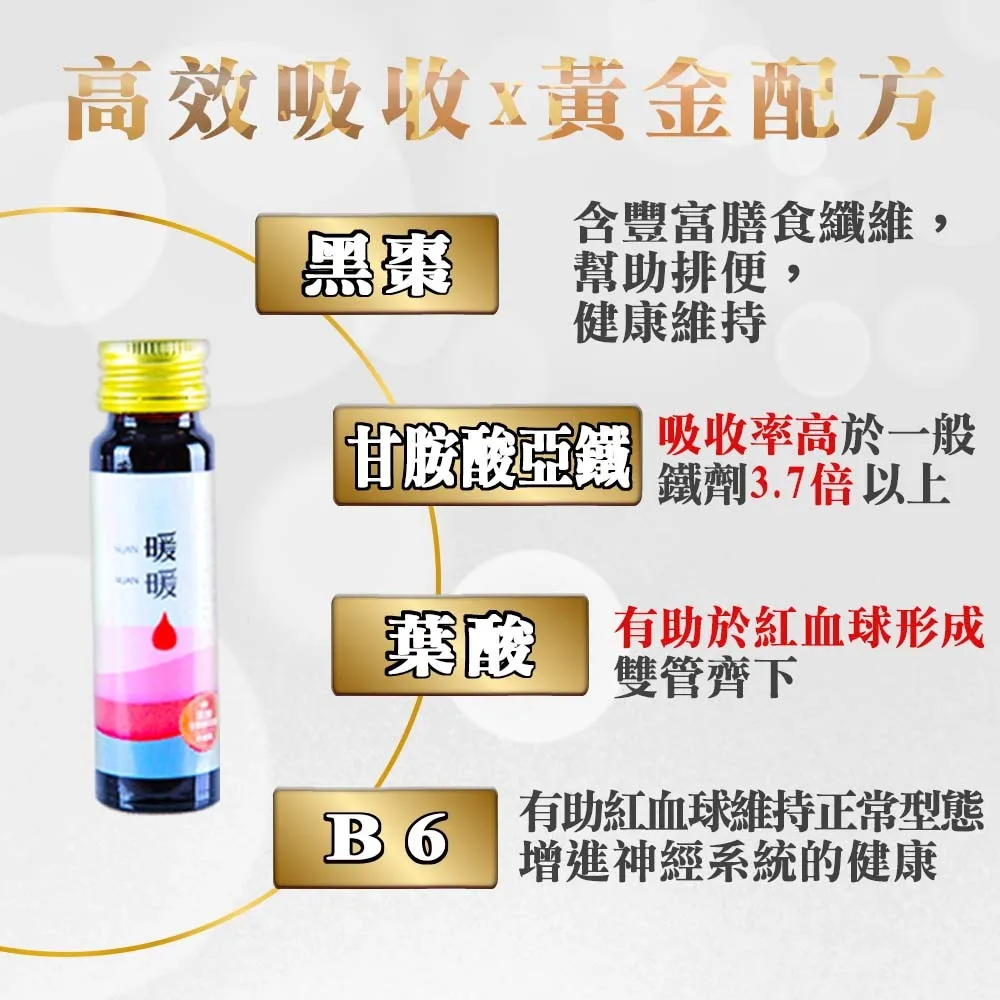 高效吸收x黃金配方
黑棗
含豐富膳食纖維，
幫助排便，
健康維持
甘胺酸亞鐵
吸收率高於一般
鐵劑3.7倍以上
葉酸
有助於紅血球形成
雙管齊下
B 6
有助紅血球維持正常型態
增進神經系統的健康
暖
暖